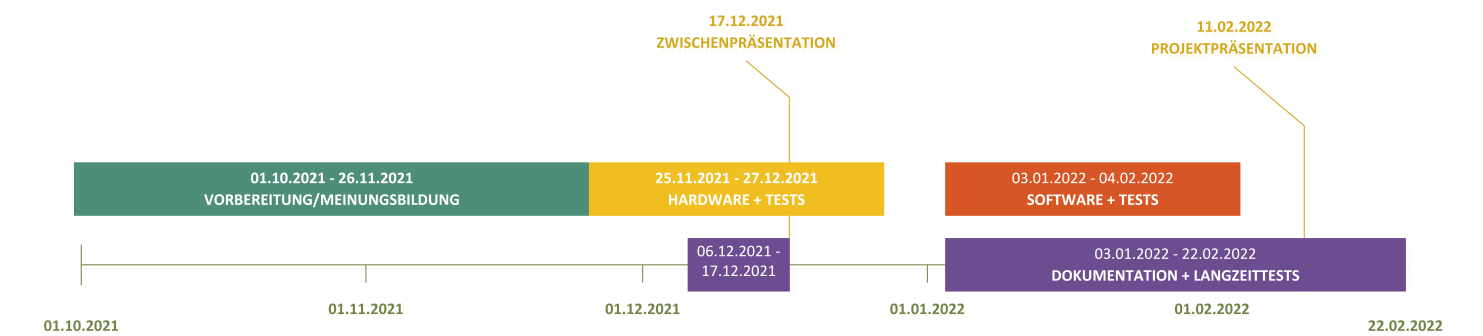 17.12.2021
ZWISCHENPRÄSENTATION
11.02.2022
PROJEKTPRÄSENTATION
01.10.2021 - 26.11.2021
VORBEREITUNG/MEINUNGSBILDUNG
25.11.2021 - 27.12.2021
HARDWARE + TESTS
03.01.2022 - 04.02.2022
SOFTWARE + TESTS
06.12.2021 -
17.12.2021
03.01.2022 - 22.02.2022
DOKUMENTATION + LANGZEITTESTS
01.10.2021
01.11.2021
01.12.2021
01.01.2022
01.02.2022
22.02.2022